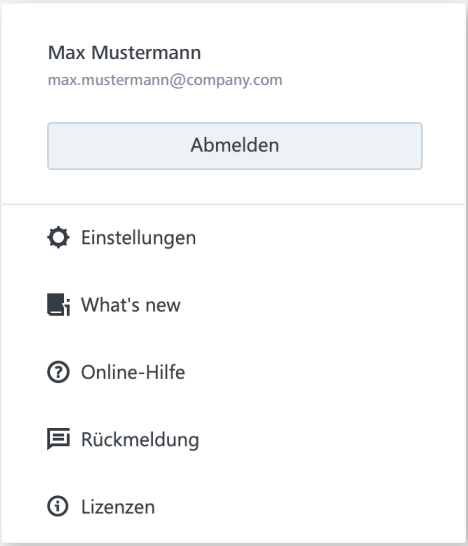 Max Mustermann
max.mustermann@company.com
Abmelden
Einstellungen
What's new
Online-Hilfe
Rückmeldung
Lizenzen